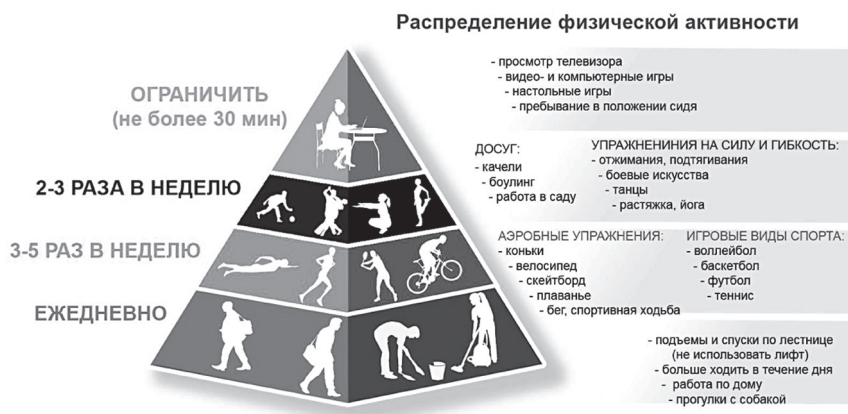 Распределение физической активности
ОГРАНИЧИТЬ
(не более 30 мин)
- просмотр телевизора
- видео- и компьютерные игры
- настольные игры
- пребывание в положении сидя
2-3 РАЗА В НЕДЕЛЮ
ДОСУГ:
- качели
- боулинг
- работа в саду
УПРАЖНЕНИНИЯ НА СИЛУ И ГИБКОСТЬ:
- отжимания, подтягивания
- боевые искусства
- танцы
- растяжка, йога
3-5 РАЗ В НЕДЕЛЮ
АЭРОБНЫЕ УПРАЖНЕНИЯ:
- коньки
- велосипед
- скейтборд
- плаванье
- бег, спортивная ходьба
ИГРОВЫЕ ВИДЫ СПОРТА:
- воллейбол
- баскетбол
- футбол
- теннис
ЕЖЕДНЕВНО
- подъемы и спуски по лестнице
(не использовать лифт)
- больше ходить в течение дня
- работа по дому
- прогулки с собакой